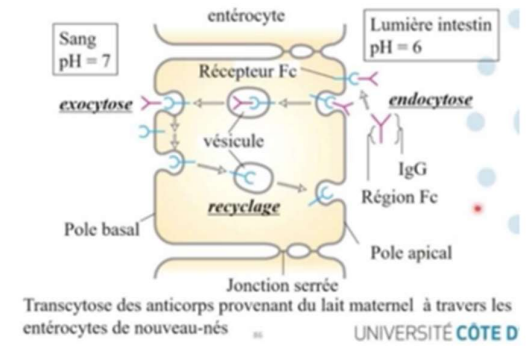 entérocyte
Sang
pH = 7
Lumière intestin
pH = 6
Récepteur Fc
exocytose
endocytose
vésicule
IgG
Région Fc
recyclage
Pole basal
Pole apical
Jonction serrée
Transcytose des anticorps provenant du lait maternel à travers les
entérocytes de nouveau-nés
UNIVERSITÉ CÔTE D